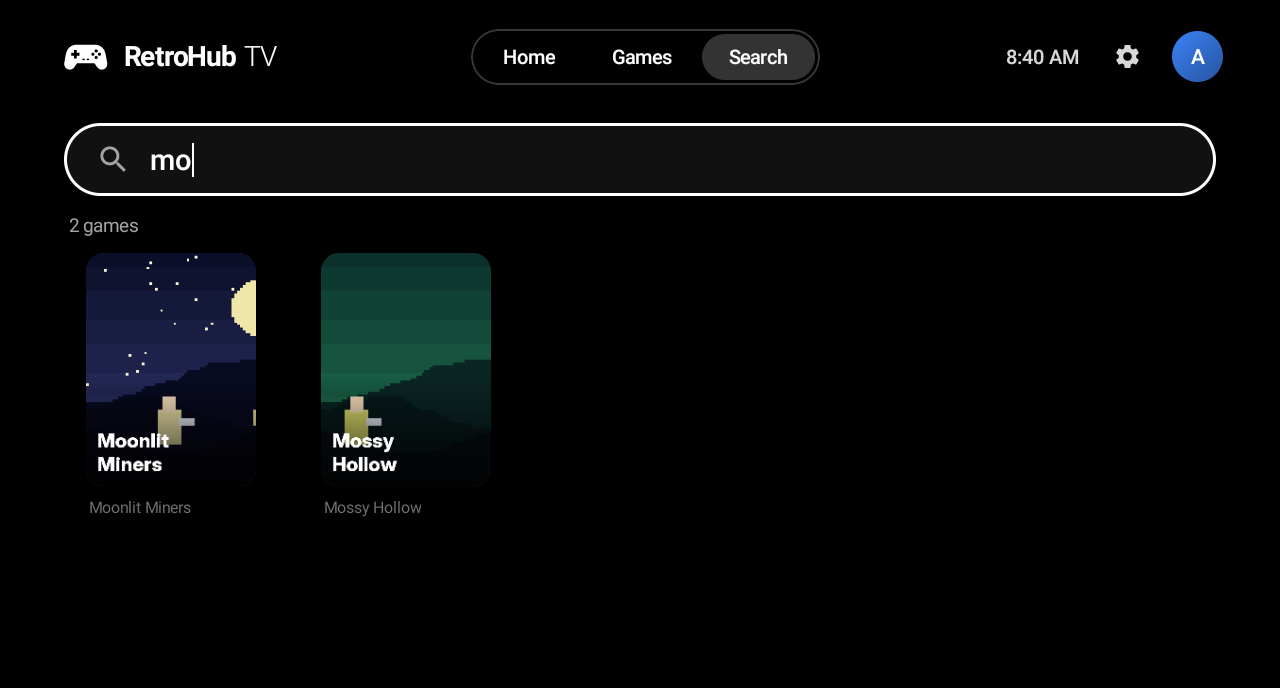 RetroHub TV
Home Games Search
8:40 AM
A
mo
2 games
Moonlit
Miners
Mossy
Hollow
Moonlit Miners
Mossy Hollow